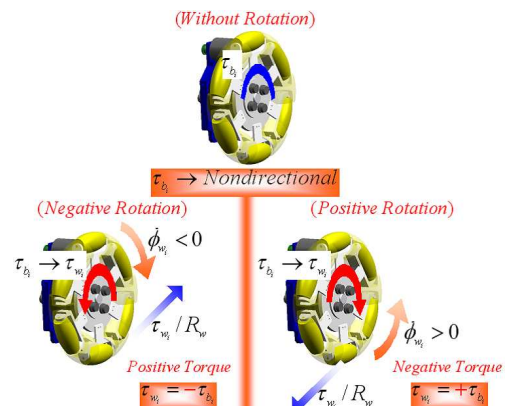 (Without Rotation)
τ_{b_i}
τ_{b_i} → Nondirectional
(Negative Rotation)
(Positive Rotation)
φ̇_{w_i} < 0
τ_{b_i} → τ_{w_i}
τ_{b_i} → τ_{w_i}
τ_{w_i} / R_w
φ̇_{w_i} > 0
Positive Torque
τ_{w_i} = −τ_{b_i}
τ_{w_i} / R_w
Negative Torque
τ_{w_i} = +τ_{b_i}